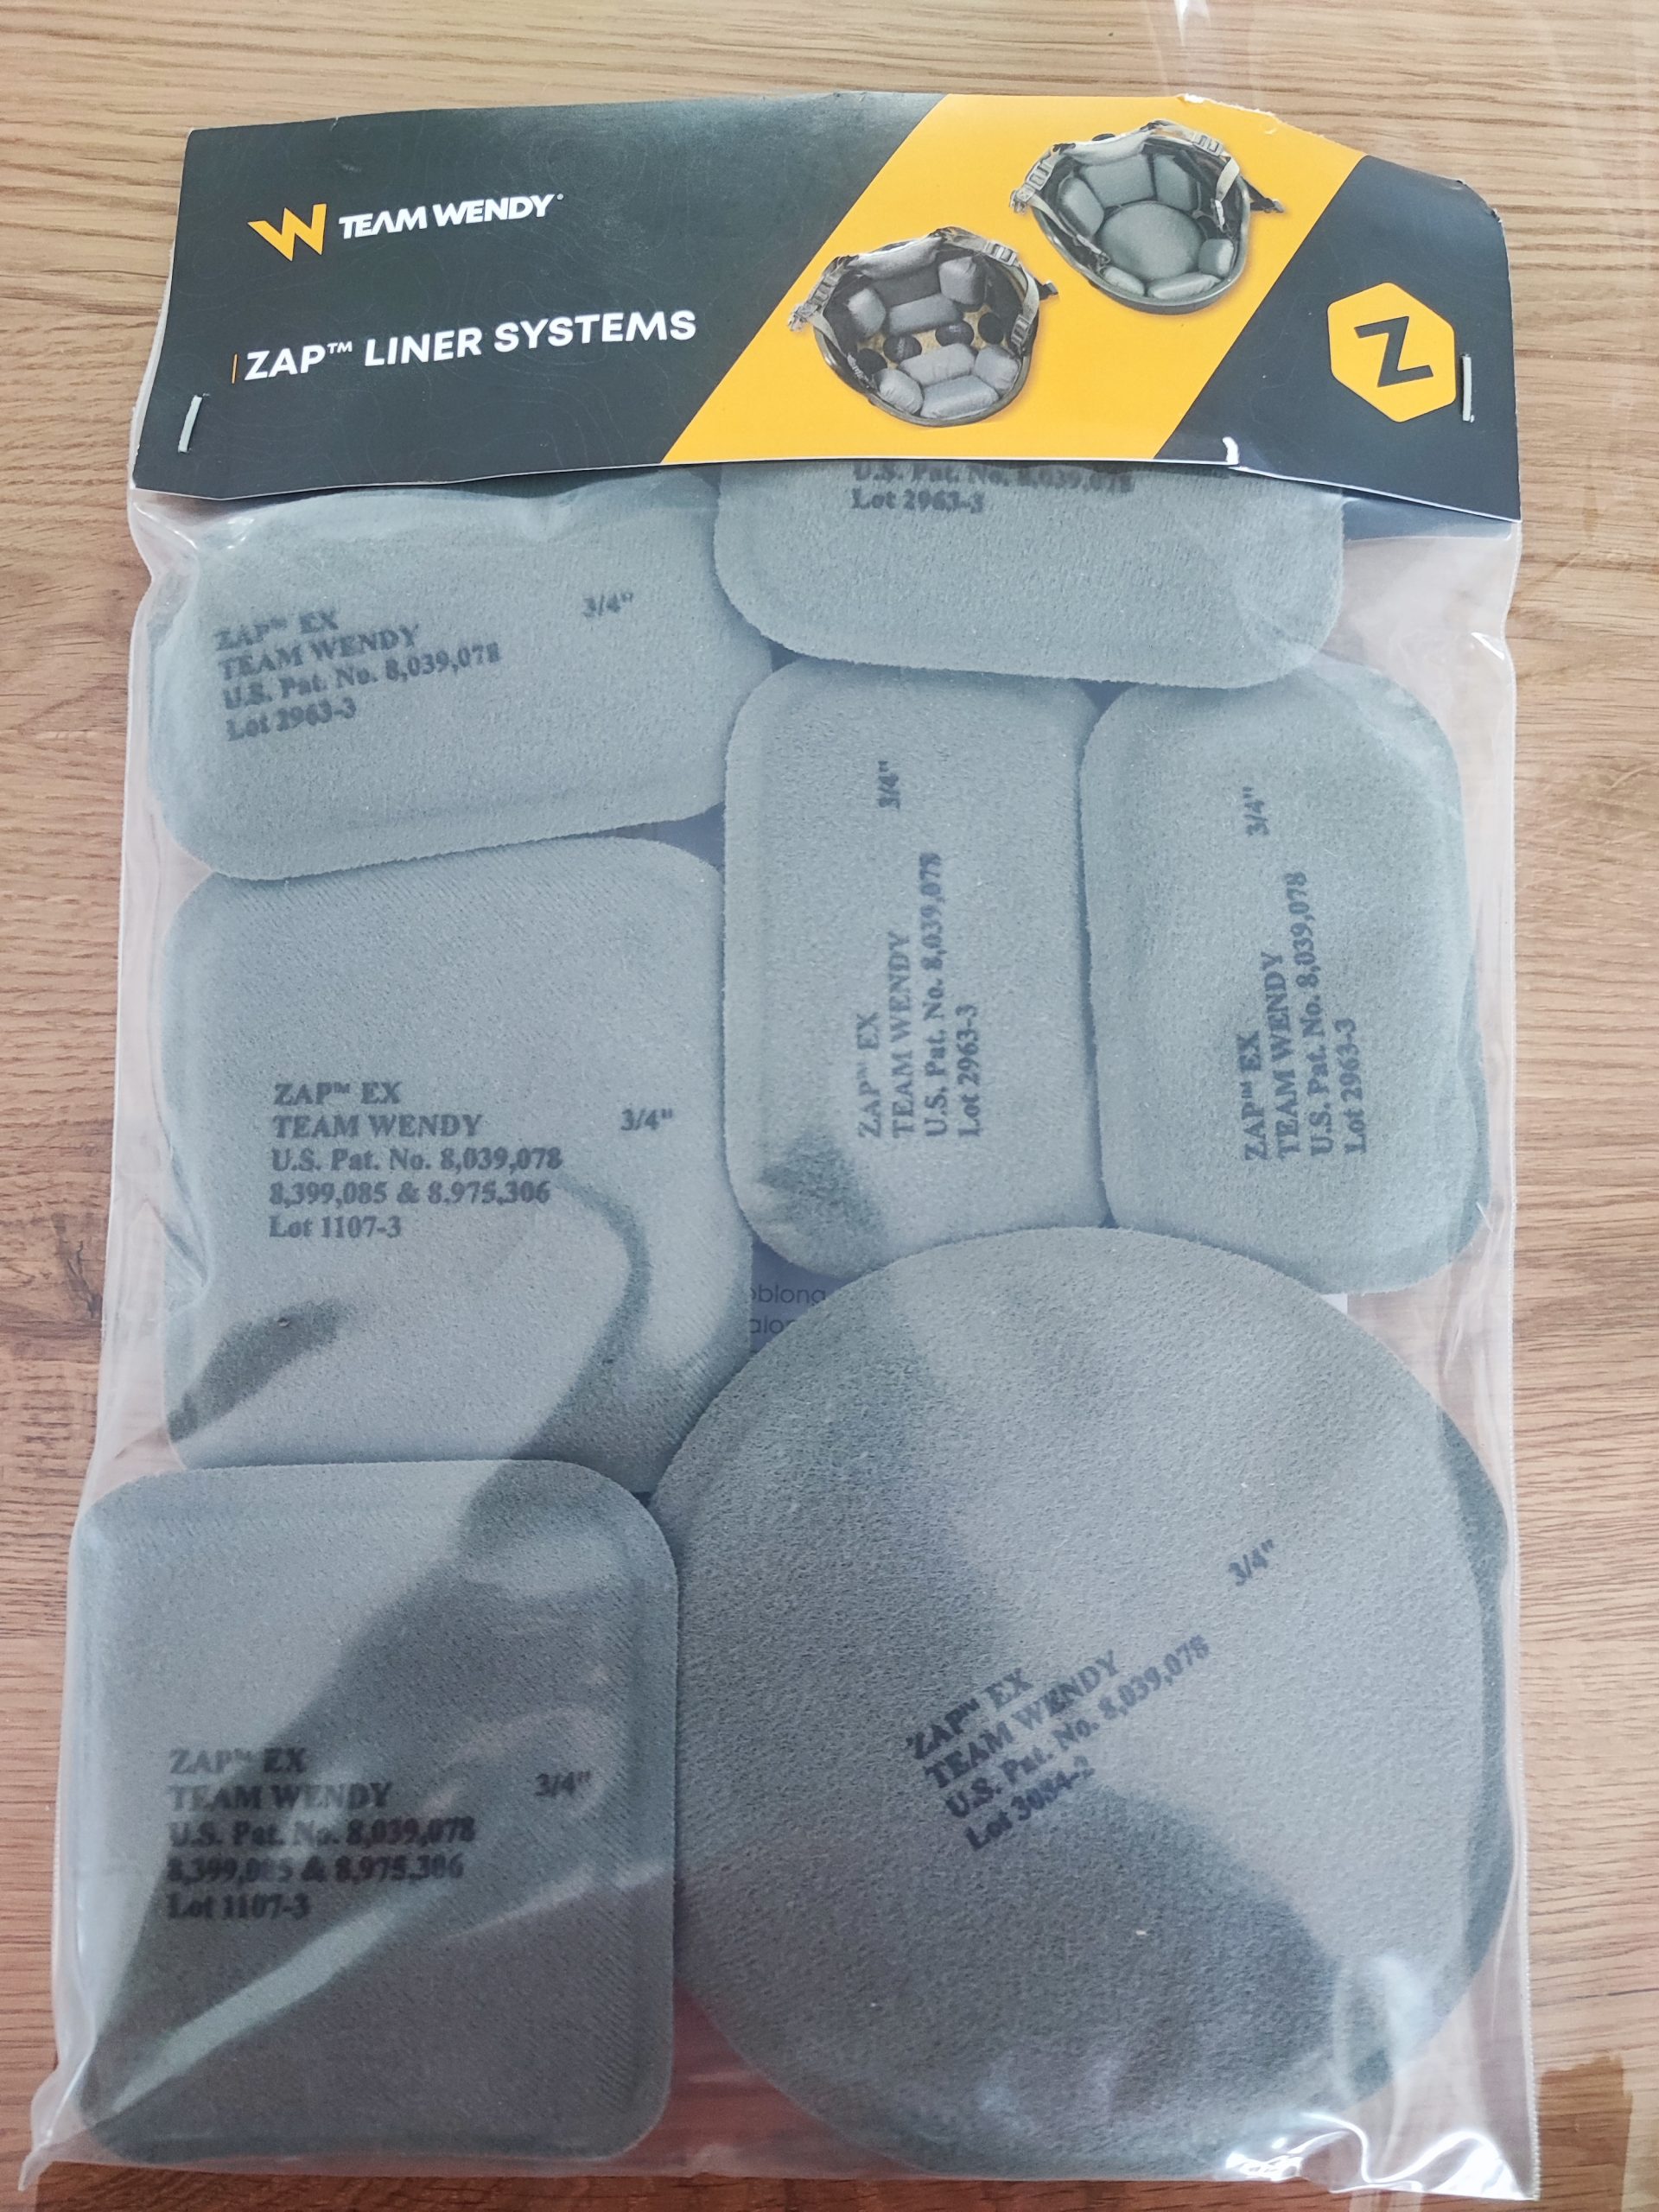 W TEAM WENDY®
ZAP™ LINER SYSTEMS
Z
U.S. Pat. No. 8,039,078
Lot 2963-3
ZAP™ EX
TEAM WENDY
U.S. Pat. No. 8,039,078
Lot 2963-3
3/4"
ZAP™ EX
TEAM WENDY
U.S. Pat. No. 8,039,078
Lot 2963-3
3/4"
ZAP™ EX
TEAM WENDY
U.S. Pat. No. 8,039,078
Lot 2963-3
3/4"
ZAP™ EX
TEAM WENDY
U.S. Pat. No. 8,039,078
8,399,085 & 8.975,306
Lot 1107-3
3/4"
oblong
ZAP™ EX
TEAM WENDY
U.S. Pat. No. 8,039,078
8,399,085 & 8,975,306
Lot 1107-3
3/4"
ZAP™ EX
TEAM WENDY
U.S. Pat. No. 8,039,078
Lot 3084-2
3/4"